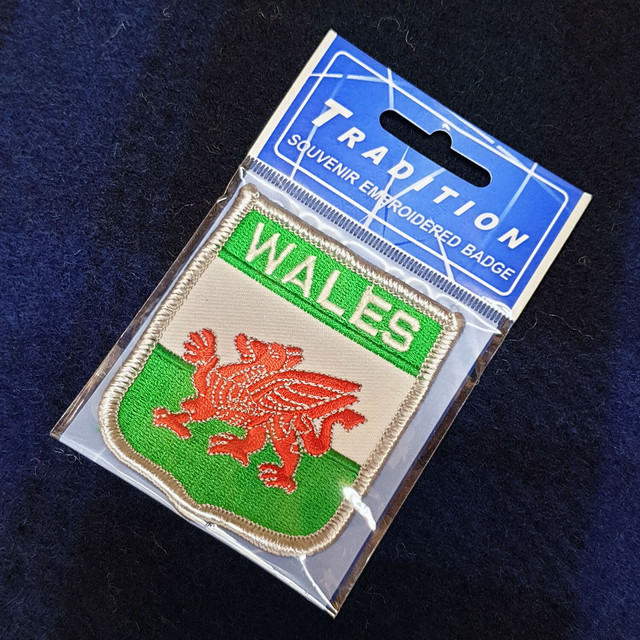 TRADITION
SOUVENIR EMBROIDERED BADGE
WALES